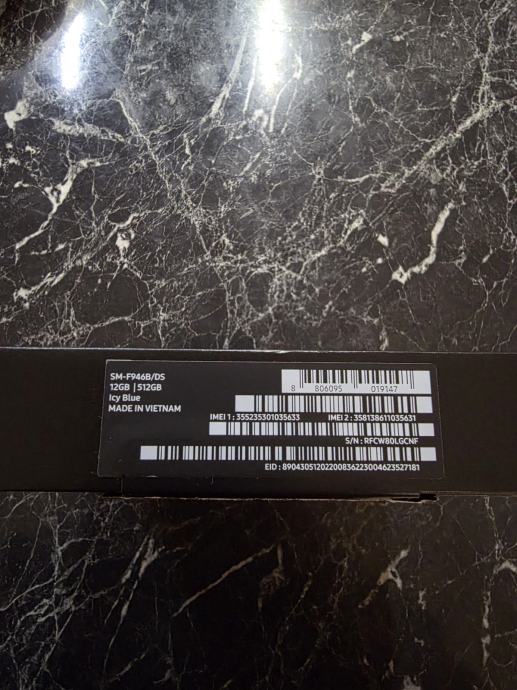 SM-F946B/DS
12GB | 512GB
Icy Blue
MADE IN VIETNAM
8 806095 019147
IMEI 1 : 355235301035633 IMEI 2 : 358138611035631
S/N : RFCW80LGCNF
EID : 89043051202200836223004623527181